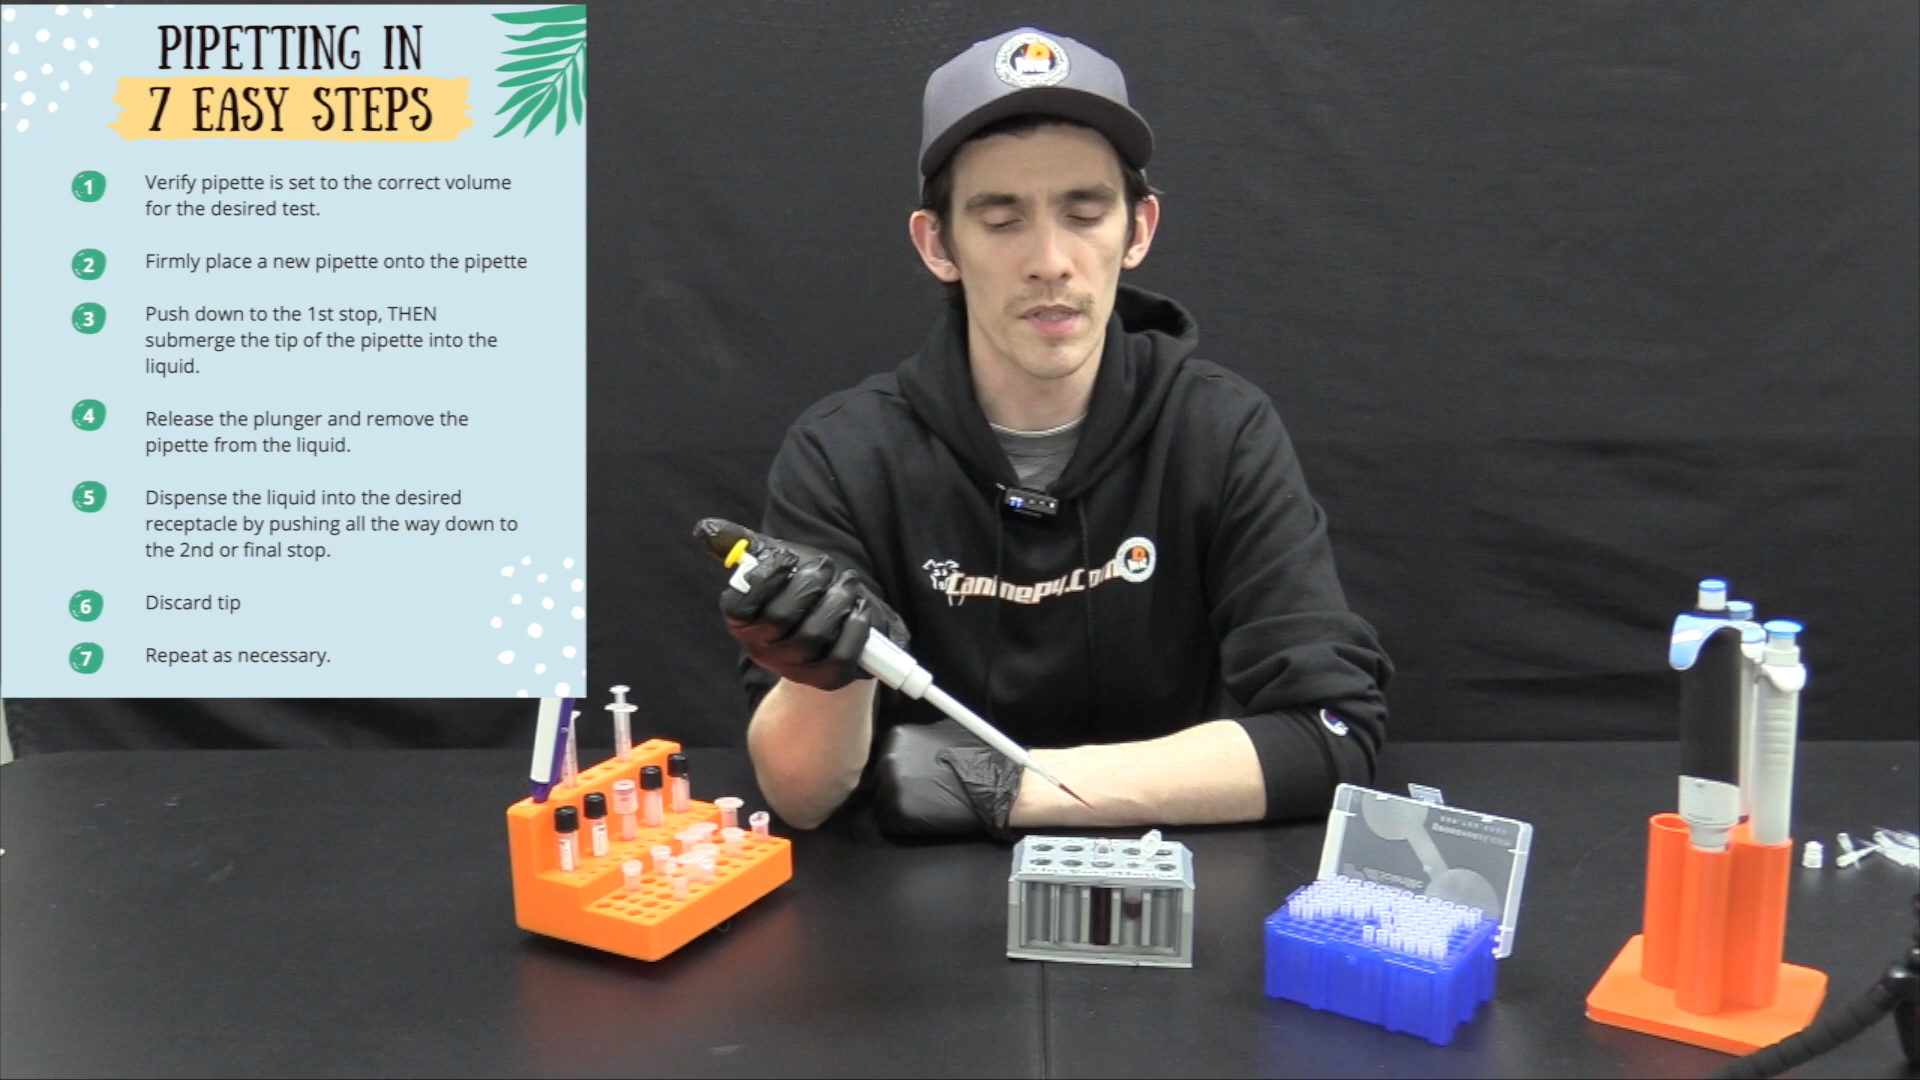 PIPETTING IN
7 EASY STEPS
1
Verify pipette is set to the correct volume
for the desired test.
2
Firmly place a new pipette onto the pipette
3
Push down to the 1st stop, THEN
submerge the tip of the pipette into the
liquid.
4
Release the plunger and remove the
pipette from the liquid.
5
Dispense the liquid into the desired
receptacle by pushing all the way down to
the 2nd or final stop.
6
Discard tip
7
Repeat as necessary.